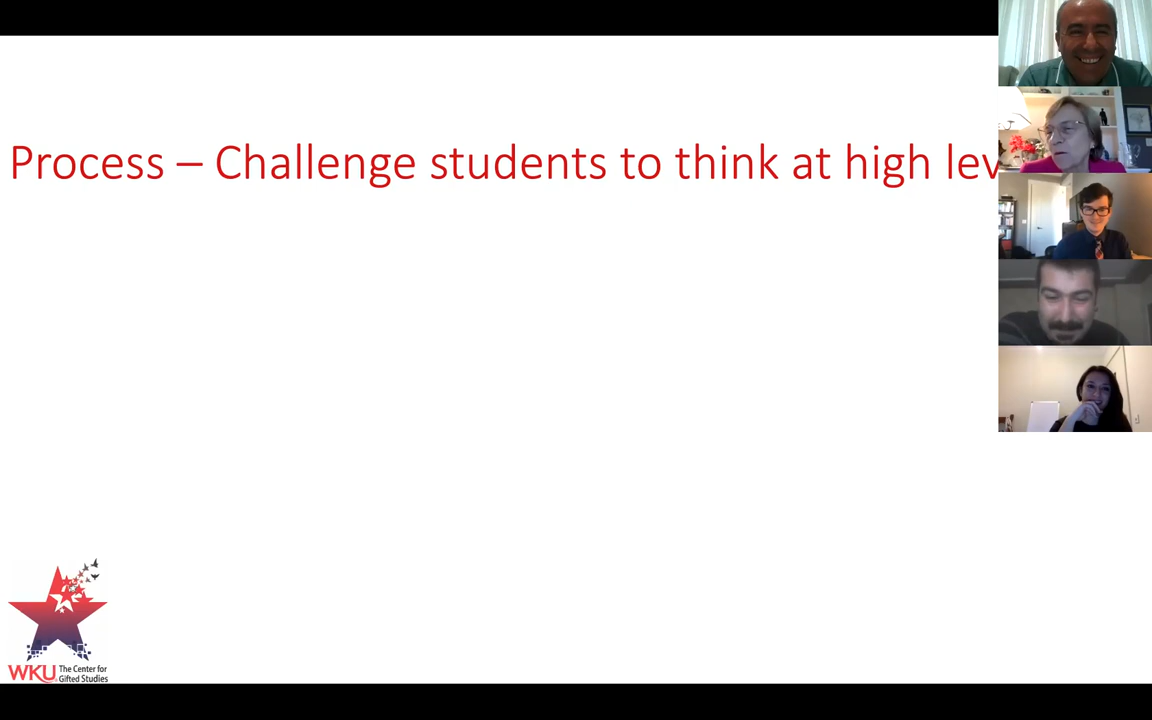 Process – Challenge students to think at high lev
WKU The Center for
Gifted Studies